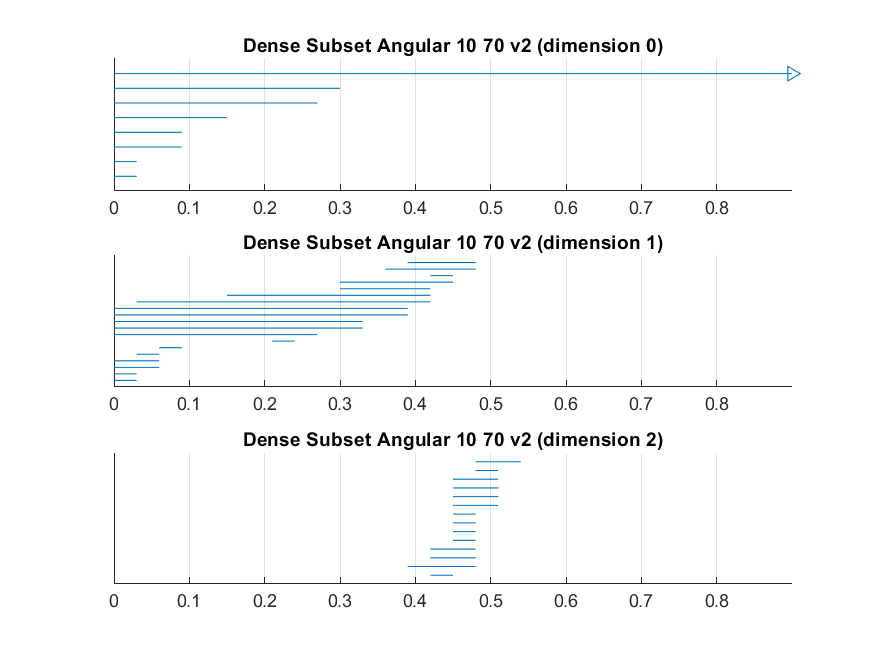 Dense Subset Angular 10 70 v2 (dimension 0)
0 0.1 0.2 0.3 0.4 0.5 0.6 0.7 0.8
Dense Subset Angular 10 70 v2 (dimension 1)
0 0.1 0.2 0.3 0.4 0.5 0.6 0.7 0.8
Dense Subset Angular 10 70 v2 (dimension 2)
0 0.1 0.2 0.3 0.4 0.5 0.6 0.7 0.8